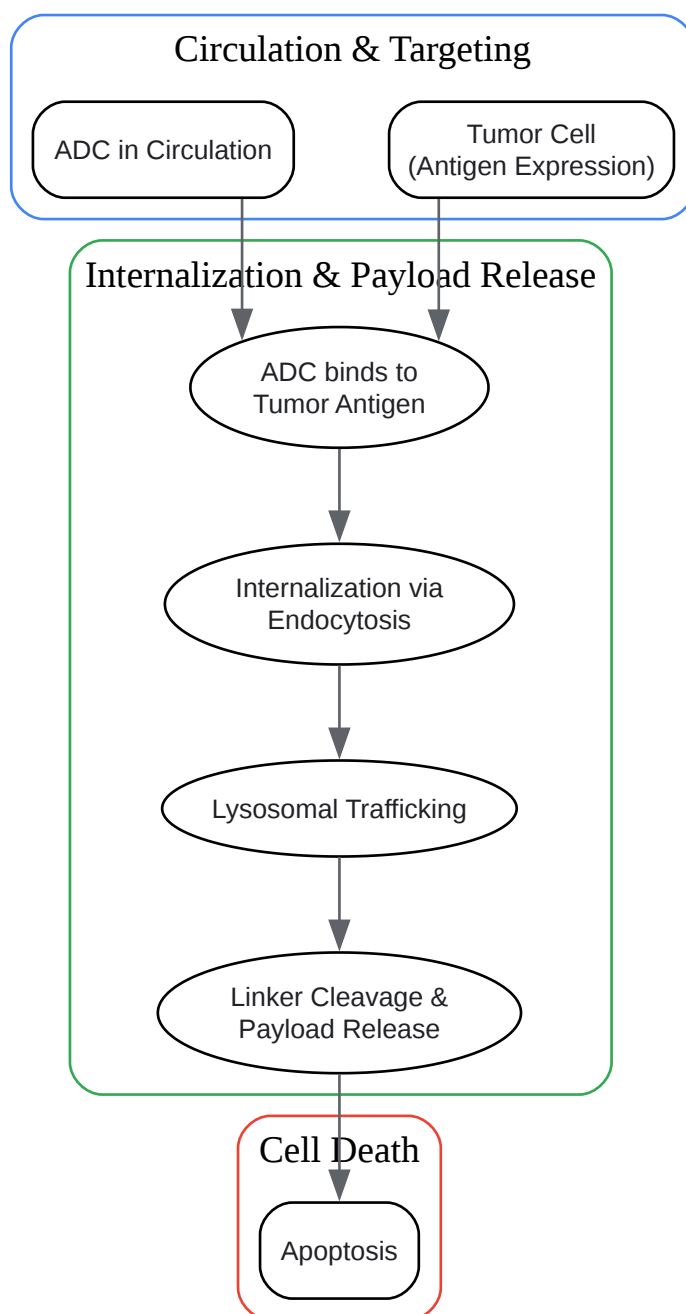 Circulation & Targeting
ADC in Circulation
Tumor Cell
(Antigen Expression)
Internalization & Payload Release
ADC binds to
Tumor Antigen
Internalization via
Endocytosis
Lysosomal Trafficking
Linker Cleavage &
Payload Release
Cell Death
Apoptosis